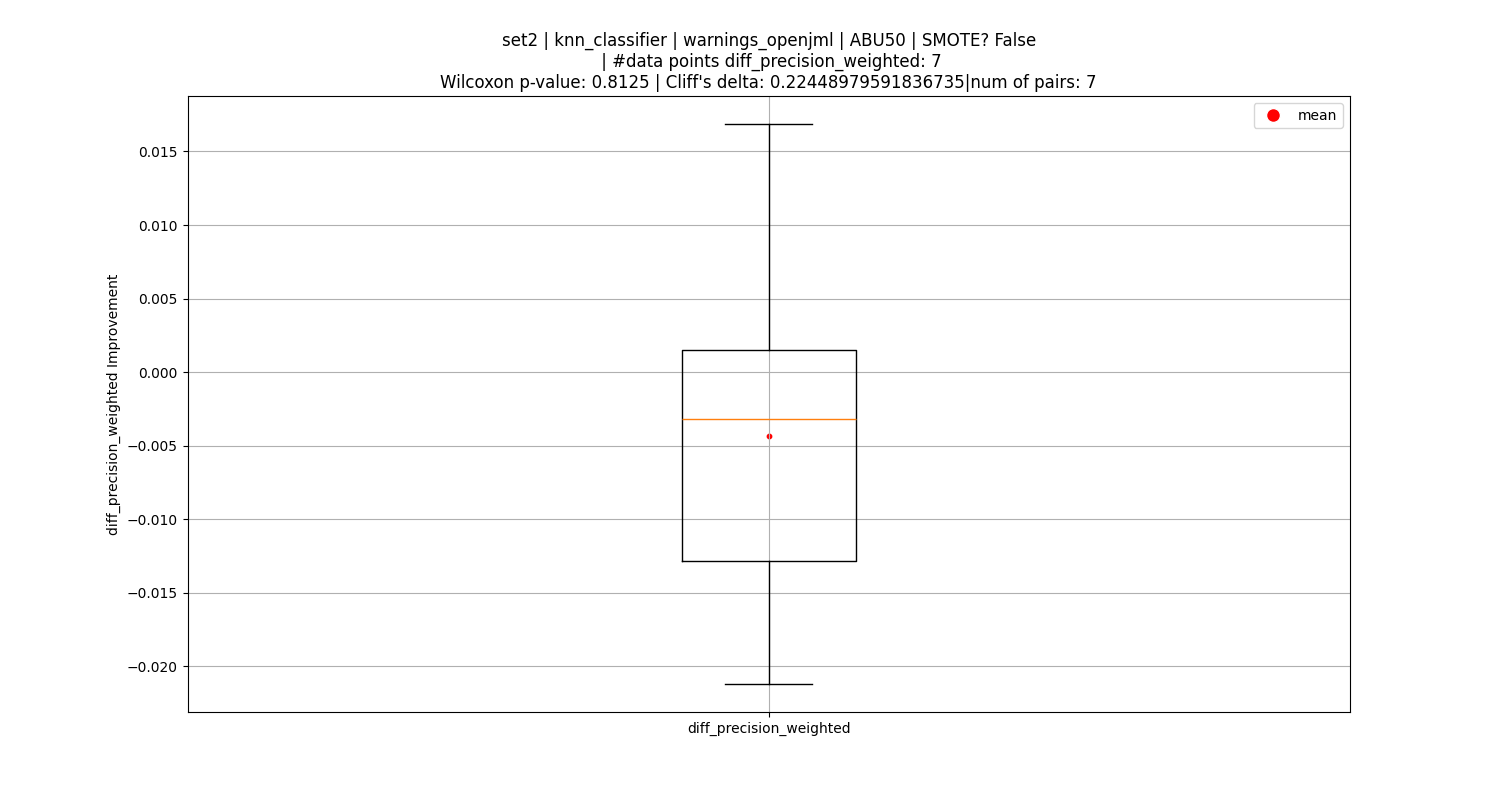 set2 | knn_classifier | warnings_openjml | ABU50 | SMOTE? False
| #data points diff_precision_weighted: 7
Wilcoxon p-value: 0.8125 | Cliff's delta: 0.22448979591836735|num of pairs: 7
mean
0.015
0.010
0.005
0.000
−0.005
−0.010
−0.015
−0.020
diff_precision_weighted Improvement
diff_precision_weighted